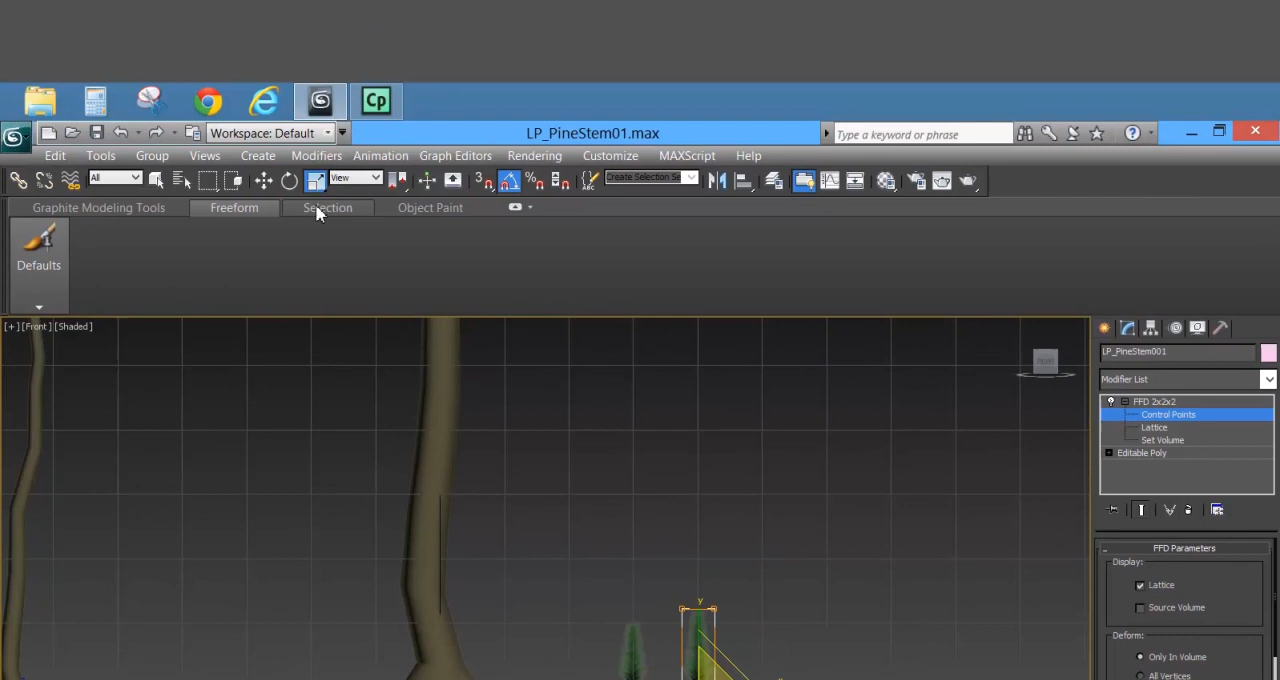 Cp
Workspace: Default
LP_PineStem01.max
Type a keyword or phrase
?
Edit Tools Group Views Create Modifiers Animation Graph Editors Rendering Customize MAXScript Help
All View 3 % ABC Create Selection Se
Graphite Modeling Tools Freeform Selection Object Paint
Defaults
[+][Front][Shaded]
LP_PineStem001
Modifier List
FFD 2x2x2
Control Points
Lattice
Set Volume
Editable Poly
FFD Parameters
Display:
Lattice
Source Volume
y
Deform:
Only In Volume
All Vertices